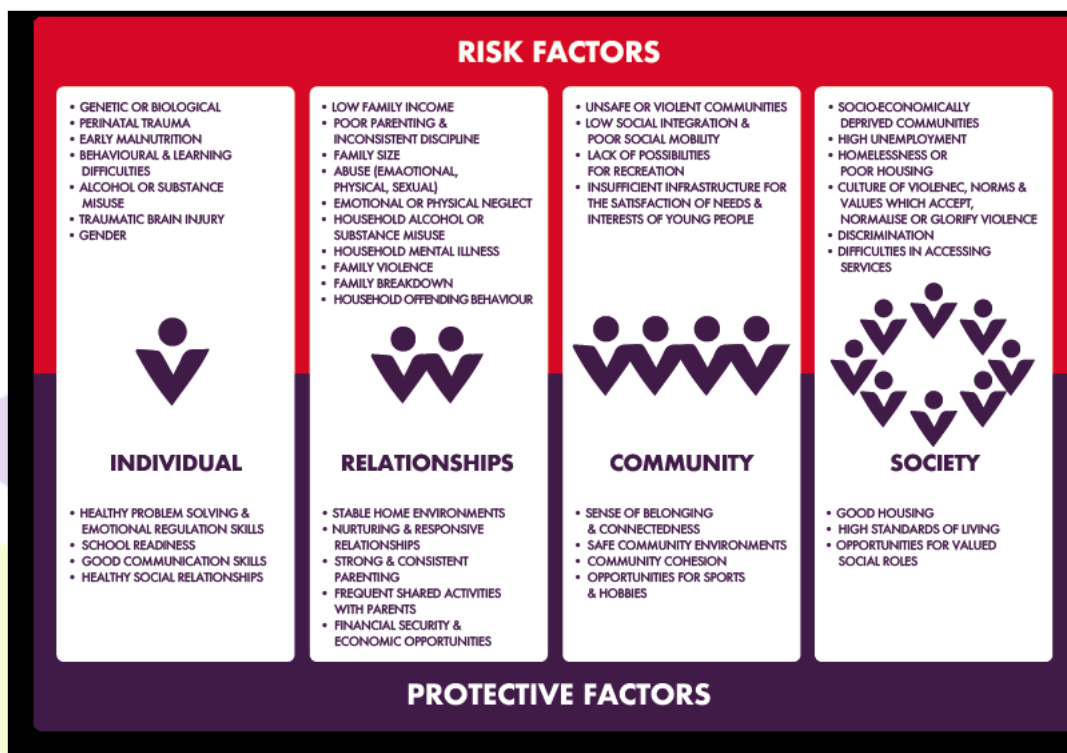 RISK FACTORS
• GENETIC OR BIOLOGICAL
• PERINATAL TRAUMA
• EARLY MALNUTRITION
• BEHAVIOURAL & LEARNING
DIFFICULTIES
• ALCOHOL OR SUBSTANCE
MISUSE
• TRAUMATIC BRAIN INJURY
• GENDER
INDIVIDUAL
• HEALTHY PROBLEM SOLVING &
EMOTIONAL REGULATION SKILLS
• SCHOOL READINESS
• GOOD COMMUNICATION SKILLS
• HEALTHY SOCIAL RELATIONSHIPS
• LOW FAMILY INCOME
• POOR PARENTING &
INCONSISTENT DISCIPLINE
• FAMILY SIZE
• ABUSE (EMAOTIONAL,
PHYSICAL, SEXUAL)
• EMOTIONAL OR PHYSICAL NEGLECT
• HOUSEHOLD ALCOHOL OR
SUBSTANCE MISUSE
• HOUSEHOLD MENTAL ILLNESS
• FAMILY VIOLENCE
• FAMILY BREAKDOWN
• HOUSEHOLD OFFENDING BEHAVIOUR
RELATIONSHIPS
• STABLE HOME ENVIRONMENTS
• NURTURING & RESPONSIVE
RELATIONSHIPS
• STRONG & CONSISTENT
PARENTING
• FREQUENT SHARED ACTIVITIES
WITH PARENTS
• FINANCIAL SECURITY &
ECONOMIC OPPORTUNITIES
• UNSAFE OR VIOLENT COMMUNITIES
• LOW SOCIAL INTEGRATION &
POOR SOCIAL MOBILITY
• LACK OF POSSIBILITIES
FOR RECREATION
• INSUFFICIENT INFRASTRUCTURE FOR
THE SATISFACTION OF NEEDS &
INTERESTS OF YOUNG PEOPLE
COMMUNITY
• SENSE OF BELONGING
& CONNECTEDNESS
• SAFE COMMUNITY ENVIRONMENTS
• COMMUNITY COHESION
• OPPORTUNITIES FOR SPORTS
& HOBBIES
• SOCIO-ECONOMICALLY
DEPRIVED COMMUNITIES
• HIGH UNEMPLOYMENT
• HOMELESSNESS OR
POOR HOUSING
• CULTURE OF VIOLENEC, NORMS &
VALUES WHICH ACCEPT,
NORMALISE OR GLORIFY VIOLENCE
• DISCRIMINATION
• DIFFICULTIES IN ACCESSING
SERVICES
SOCIETY
• GOOD HOUSING
• HIGH STANDARDS OF LIVING
• OPPORTUNITIES FOR VALUED
SOCIAL ROLES
PROTECTIVE FACTORS